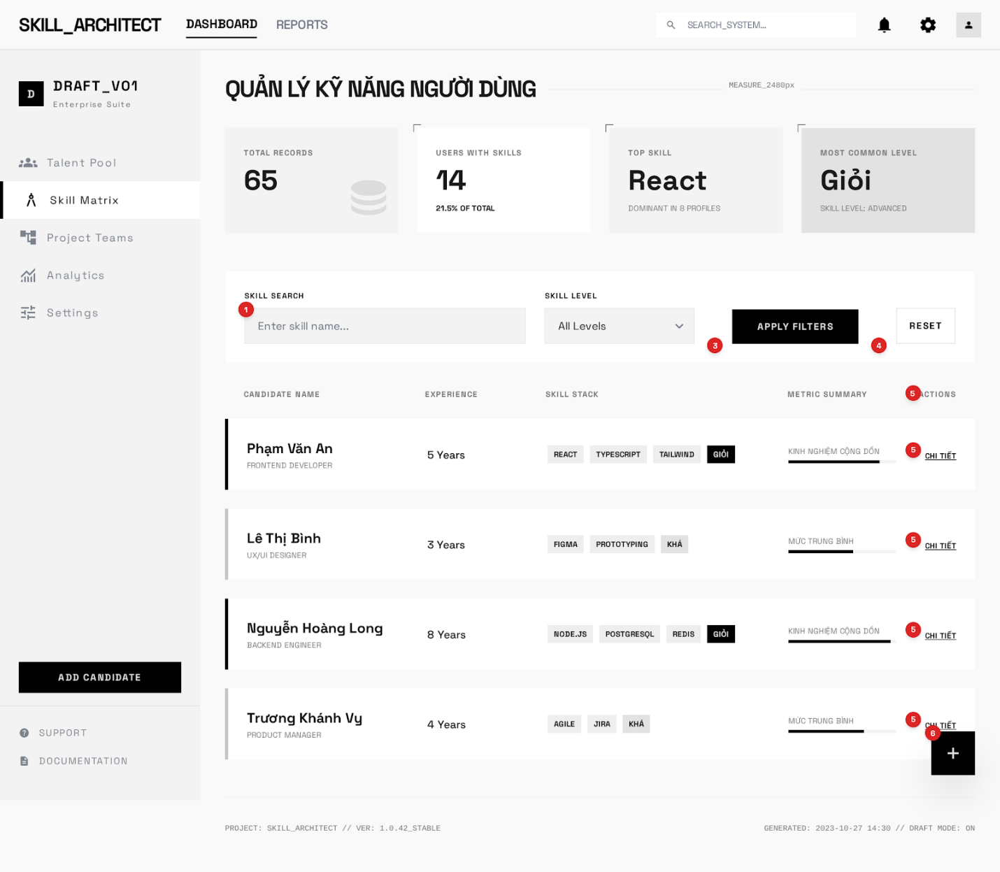 SKILL_ARCHITECT
DASHBOARD
REPORTS
SEARCH_SYSTEM...
D
DRAFT_V01
Enterprise Suite
Talent Pool
Skill Matrix
Project Teams
Analytics
Settings
ADD CANDIDATE
SUPPORT
DOCUMENTATION
QUẢN LÝ KỸ NĂNG NGƯỜI DÙNG
MEASURE_2480px
TOTAL RECORDS
65
USERS WITH SKILLS
14
21.5% OF TOTAL
TOP SKILL
React
DOMINANT IN 8 PROFILES
MOST COMMON LEVEL
Giỏi
SKILL LEVEL: ADVANCED
SKILL SEARCH
1
Enter skill name...
SKILL LEVEL
All Levels
3
APPLY FILTERS
4
RESET
CANDIDATE NAME
EXPERIENCE
SKILL STACK
METRIC SUMMARY
5
ACTIONS
Phạm Văn An
FRONTEND DEVELOPER
5 Years
REACT
TYPESCRIPT
TAILWIND
GIỎI
KINH NGHIỆM CỘNG DỒN
5
CHI TIẾT
Lê Thị Bình
UX/UI DESIGNER
3 Years
FIGMA
PROTOTYPING
KHÁ
MỨC TRUNG BÌNH
5
CHI TIẾT
Nguyễn Hoàng Long
BACKEND ENGINEER
8 Years
NODE.JS
POSTGRESQL
REDIS
GIỎI
KINH NGHIỆM CỘNG DỒN
5
CHI TIẾT
Trương Khánh Vy
PRODUCT MANAGER
4 Years
AGILE
JIRA
KHÁ
MỨC TRUNG BÌNH
5
CHI TIẾT
6
+
PROJECT: SKILL_ARCHITECT // VER: 1.0.42_STABLE
GENERATED: 2023-10-27 14:30 // DRAFT MODE: ON